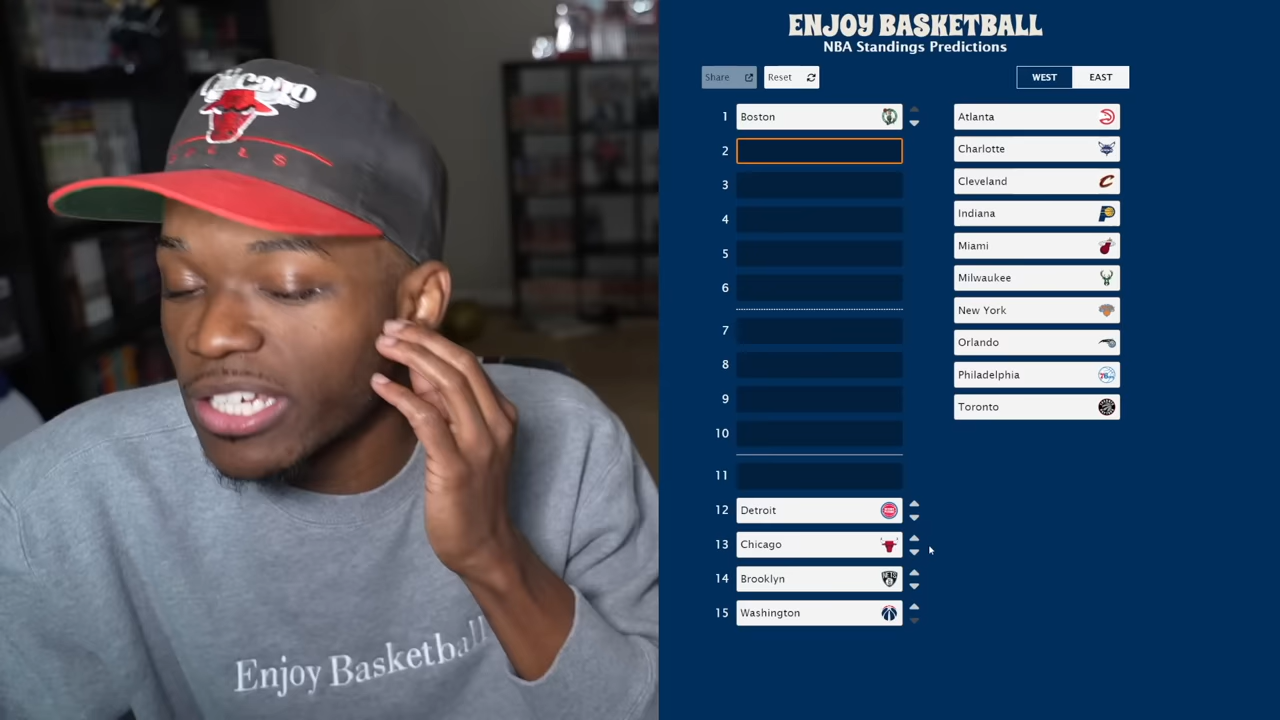 Chicago
BULLS
Enjoy Basketball
ENJOY BASKETBALL
NBA Standings Predictions
Share
Reset
WEST
EAST
1 Boston
2
3
4
5
6
7
8
9
10
11
12 Detroit
13 Chicago
14 Brooklyn
15 Washington
Atlanta
Charlotte
Cleveland
Indiana
Miami
Milwaukee
New York
Orlando
Philadelphia
Toronto